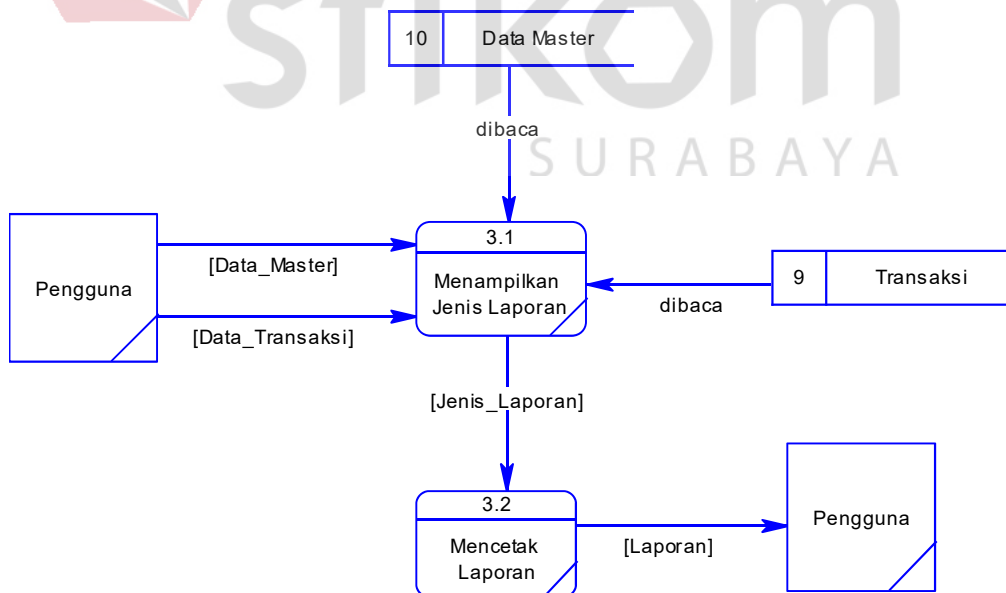 STIKOM
SURABAYA
10 Data Master
dibaca
Pengguna
[Data_Master]
[Data_Transaksi]
3.1
Menampilkan
Jenis Laporan
dibaca
9 Transaksi
[Jenis_Laporan]
3.2
Mencetak
Laporan
[Laporan]
Pengguna